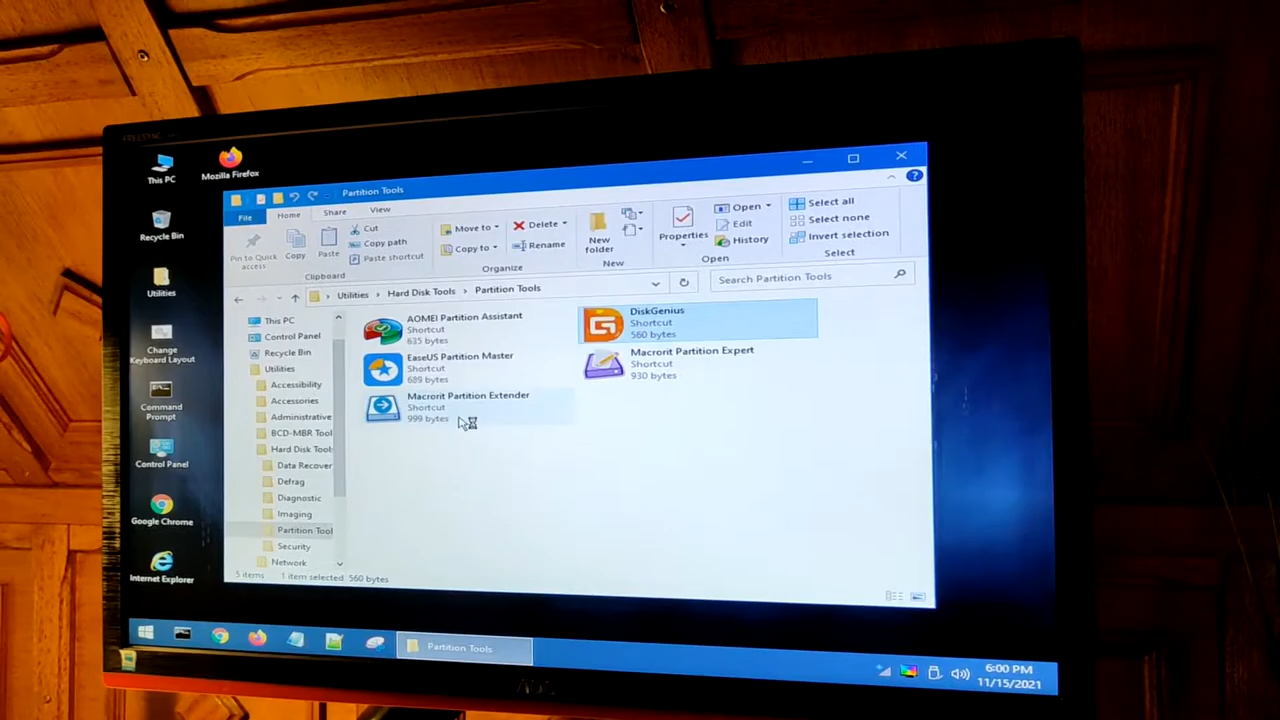 FREESYNC
This PC
Mozilla Firefox
Recycle Bin
Utilities
Change
Keyboard Layout
Command
Prompt
Control Panel
Google Chrome
Internet Explorer
Partition Tools
File
Home
Share
View
Pin to Quick
access
Copy
Paste
Cut
Copy path
Paste shortcut
Clipboard
Move to
Copy to
Delete
Rename
Organize
New
folder
New
Properties
Open
Edit
History
Open
Select all
Select none
Invert selection
Select
Utilities > Hard Disk Tools > Partition Tools
Search Partition Tools
This PC
Control Panel
Recycle Bin
Utilities
Accessibility
Accessories
Administrative
BCD-MBR Tool
Hard Disk Tool
Data Recover
Defrag
Diagnostic
Imaging
Partition Tool
Security
Network
AOMEI Partition Assistant
Shortcut
635 bytes
EaseUS Partition Master
Shortcut
689 bytes
Macrorit Partition Extender
Shortcut
999 bytes
DiskGenius
Shortcut
560 bytes
Macrorit Partition Expert
Shortcut
930 bytes
5 items 1 item selected 560 bytes
Partition Tools
6:00 PM
11/15/2021
AOC